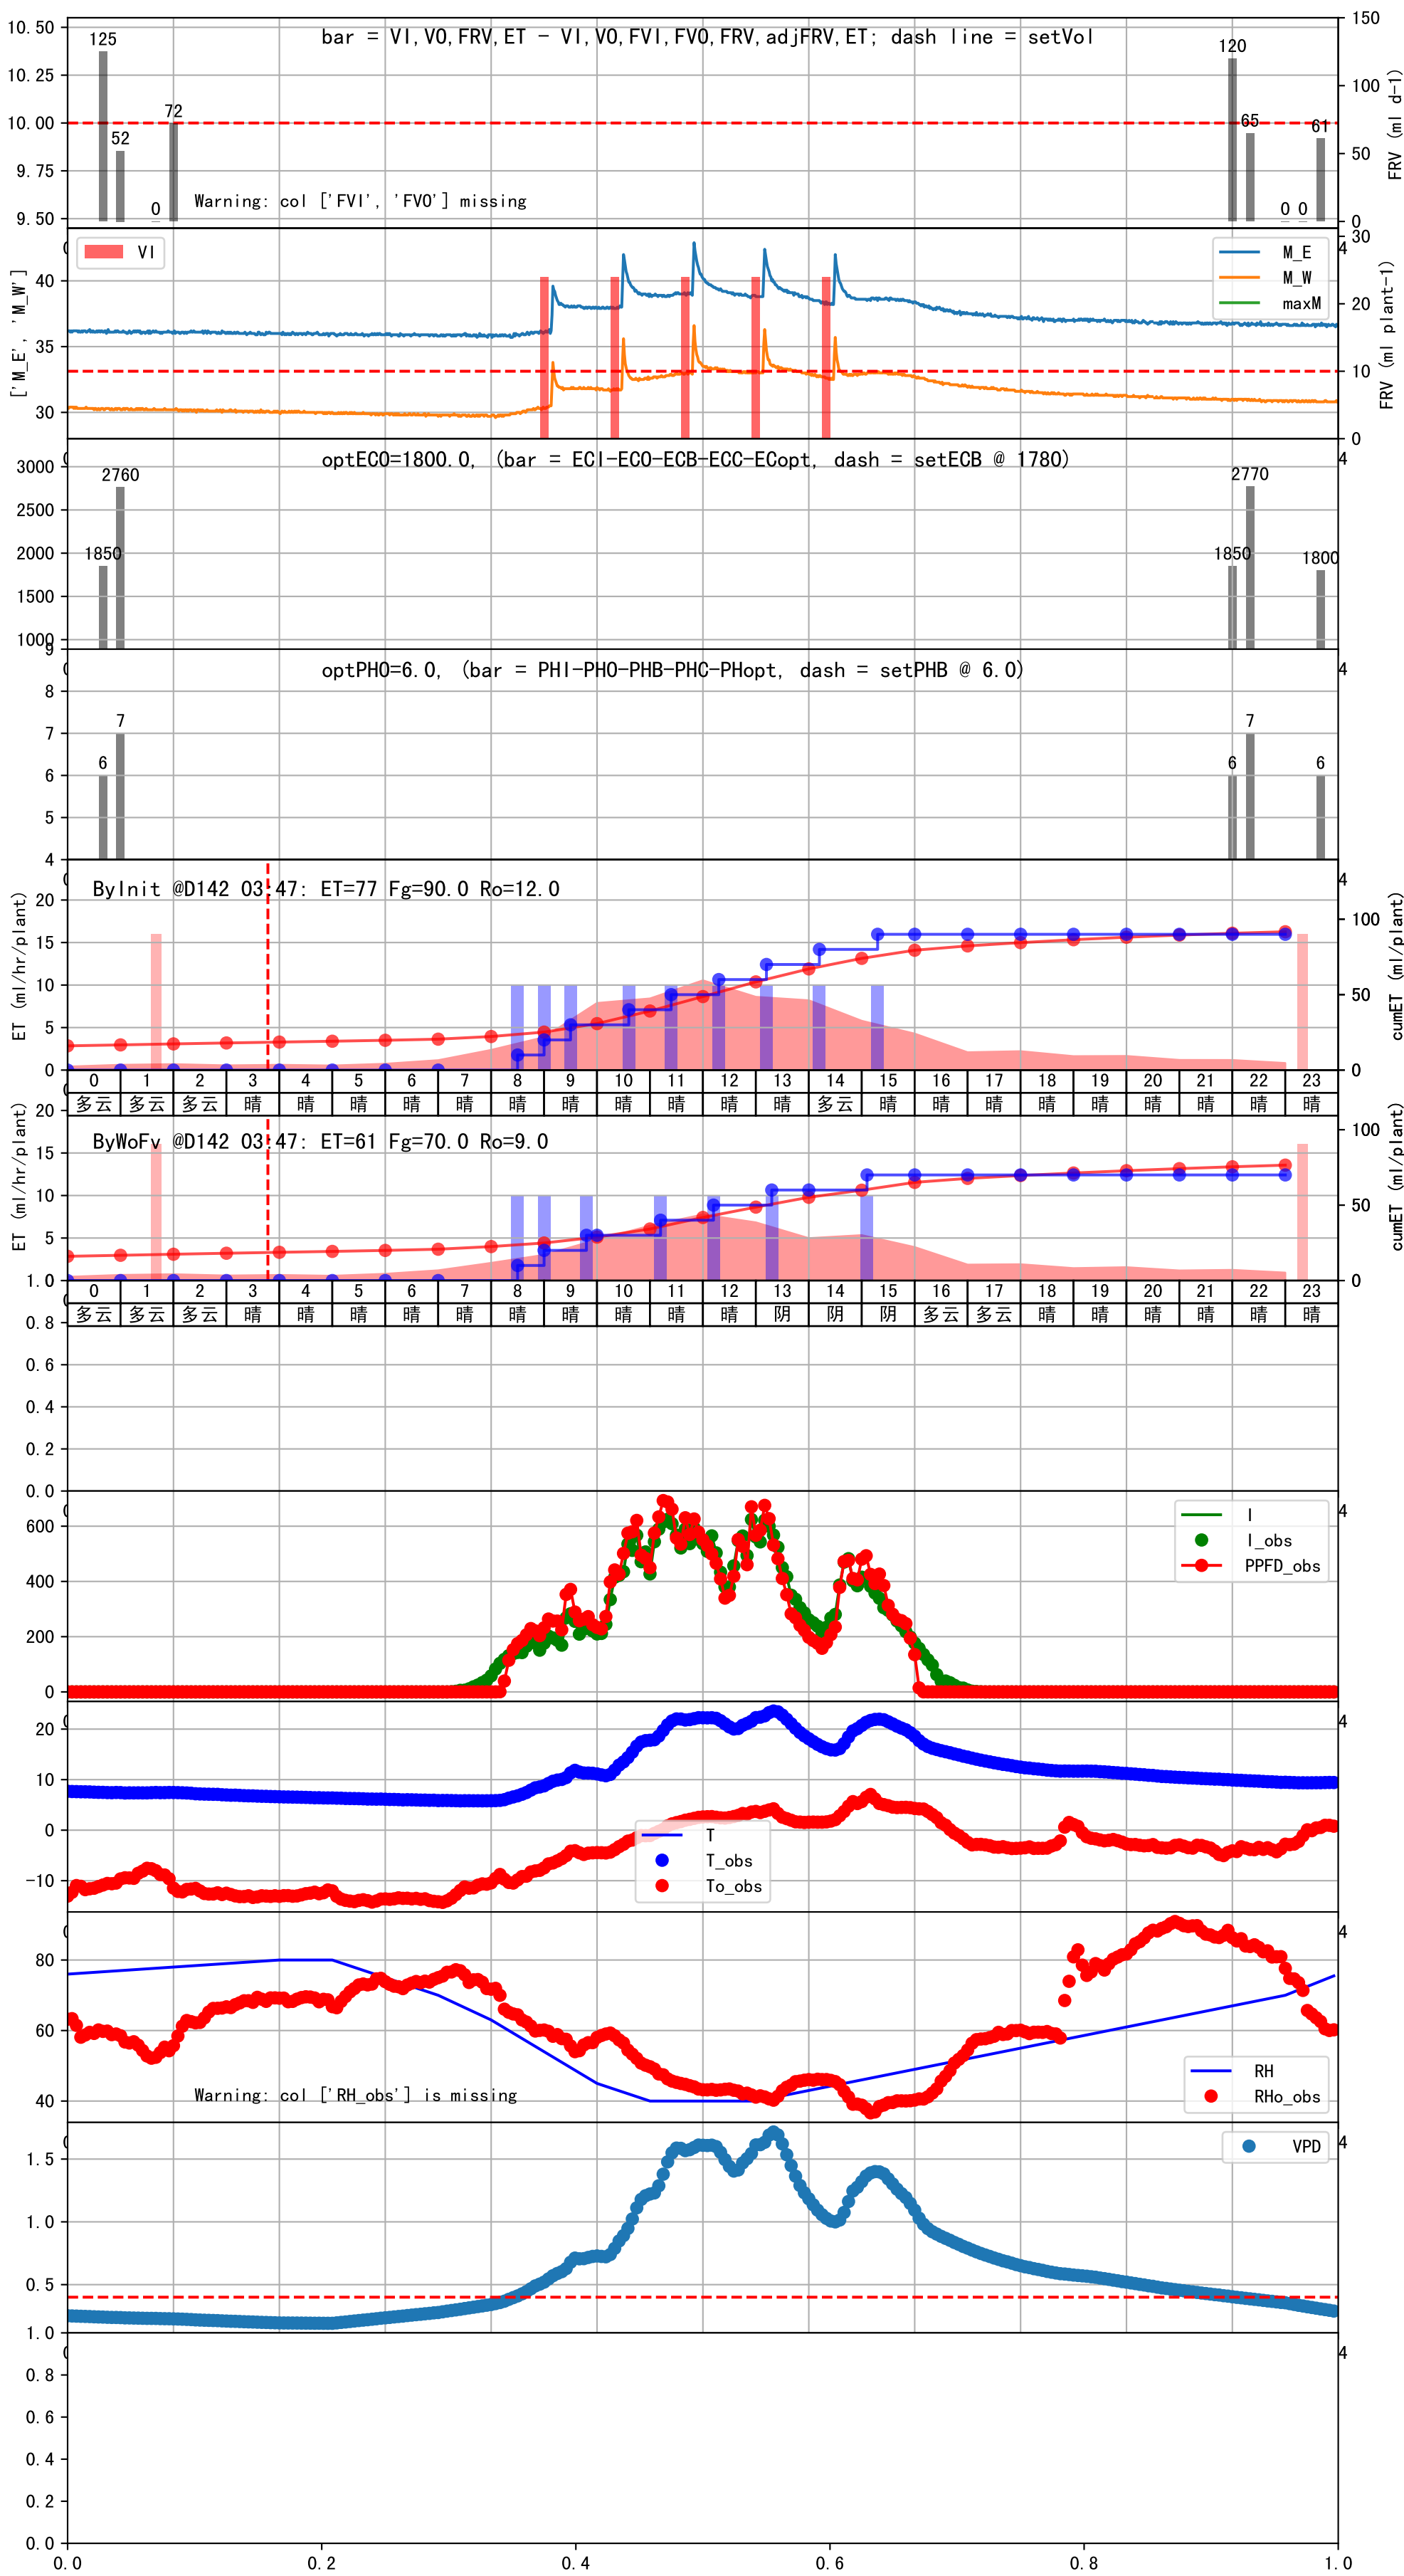 10.50
10.25
10.00
9.75
9.50
125
52
0
72
bar = VI,VO,FRV,ET - VI,VO,FVI,FVO,FRV,adjFRV,ET; dash line = setVol
Warning: col ['FVI', 'FVO'] missing
120
65
0 0
61
150
100
50
0
FRV (ml d-1)
['M_E', 'M_W']
40
35
30
VI
M_E
M_W
maxM
4
30
20
10
0
FRV (ml plant-1)
3000
2500
2000
1500
1000
optECO=1800.0, (bar = ECI-ECO-ECB-ECC-ECopt, dash = setECB @ 1780)
1850
2760
1850
2770
1800
4
9
8
7
6
5
4
optPHO=6.0, (bar = PHI-PHO-PHB-PHC-PHopt, dash = setPHB @ 6.0)
6
7
6
7
6
4
ET (ml/hr/plant)
20
15
10
5
0
ByInit @D142 03:47: ET=77 Fg=90.0 Ro=12.0
4
100
50
0
cumET (ml/plant)
0 1 2 3 4 5 6 7 8 9 10 11 12 13 14 15 16 17 18 19 20 21 22 23
多云 多云 多云 晴 晴 晴 晴 晴 晴 晴 晴 晴 晴 晴 多云 晴 晴 晴 晴 晴 晴 晴 晴 晴
ET (ml/hr/plant)
20
15
10
5
ByWoFv @D142 03:47: ET=61 Fg=70.0 Ro=9.0
100
50
0
cumET (ml/plant)
0 1 2 3 4 5 6 7 8 9 10 11 12 13 14 15 16 17 18 19 20 21 22 23
多云 多云 多云 晴 晴 晴 晴 晴 晴 晴 晴 晴 晴 阴 阴 阴 多云 多云 晴 晴 晴 晴 晴 晴
1.0
0.8
0.6
0.4
0.2
0.0
600
400
200
0
I
I_obs
PPFD_obs
4
20
10
0
-10
T
T_obs
To_obs
4
80
60
40
Warning: col ['RH_obs'] is missing
RH
RHo_obs
4
1.5
1.0
0.5
VPD
4
1.0
0.8
0.6
0.4
0.2
0.0
4
0.0 0.2 0.4 0.6 0.8 1.0